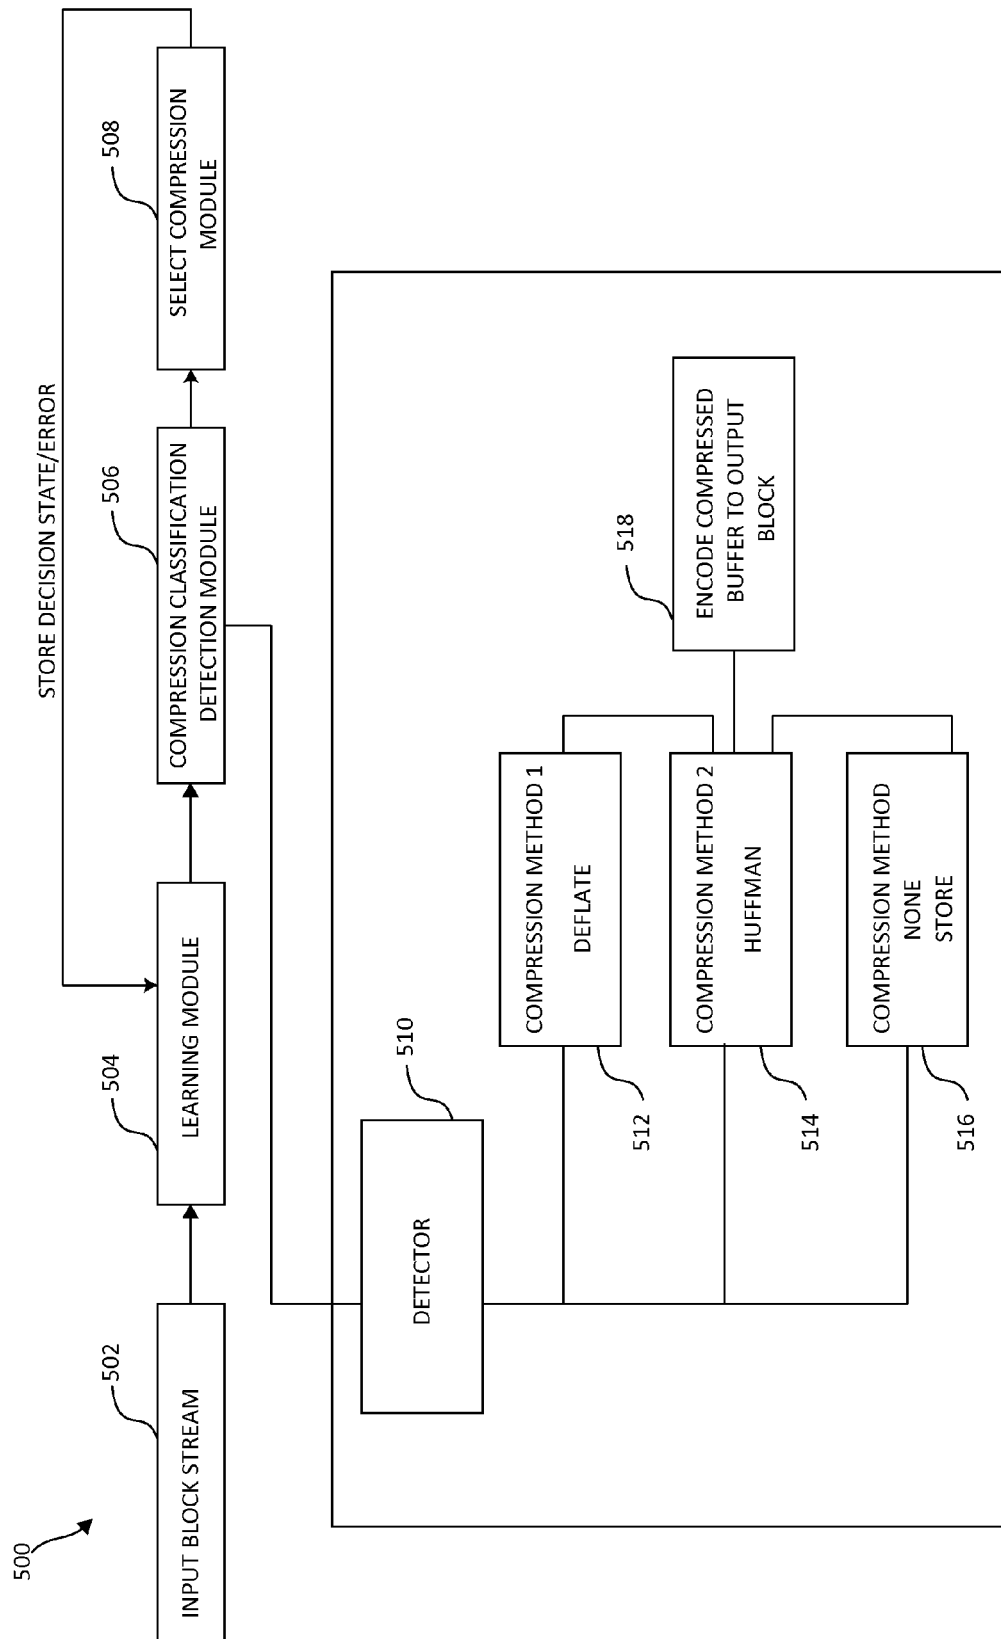 500
STORE DECISION STATE/ERROR
502
INPUT BLOCK STREAM
504
LEARNING MODULE
506
COMPRESSION CLASSIFICATION
DETECTION MODULE
508
SELECT COMPRESSION
MODULE
510
DETECTOR
512
COMPRESSION METHOD 1
DEFLATE
514
COMPRESSION METHOD 2
HUFFMAN
516
COMPRESSION METHOD
NONE
STORE
518
ENCODE COMPRESSED
BUFFER TO OUTPUT
BLOCK